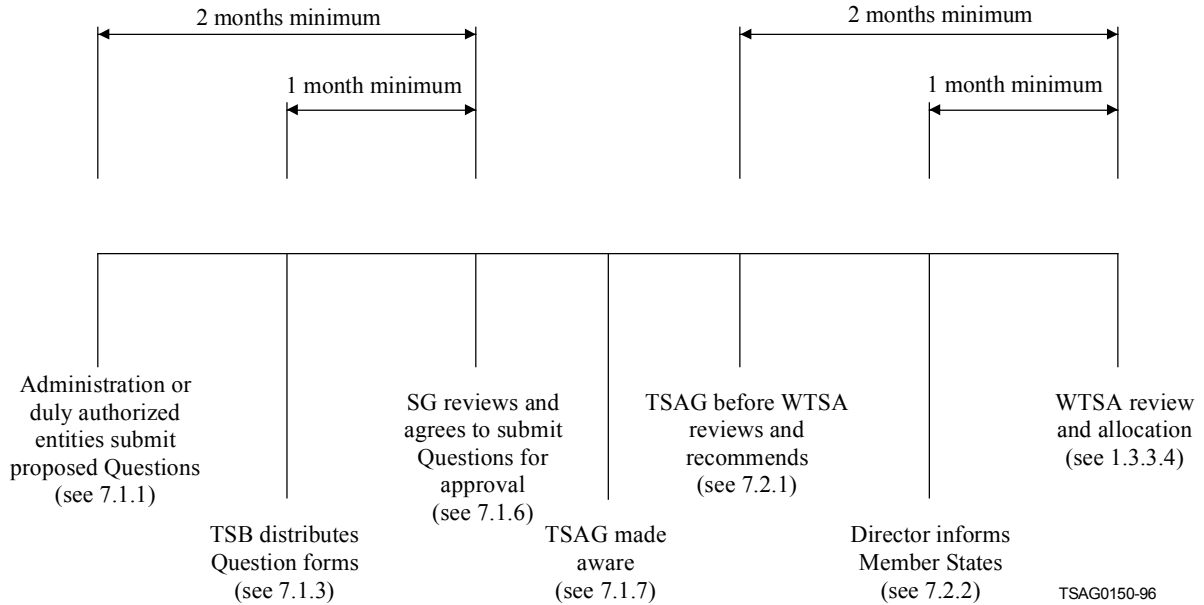 2 months minimum
2 months minimum
1 month minimum
1 month minimum
Administration or
duly authorized
entities submit
proposed Questions
(see 7.1.1)
TSB distributes
Question forms
(see 7.1.3)
SG reviews and
agrees to submit
Questions for
approval
(see 7.1.6)
TSAG made
aware
(see 7.1.7)
TSAG before WTSA
reviews and
recommends
(see 7.2.1)
Director informs
Member States
(see 7.2.2)
WTSA review
and allocation
(see 1.3.3.4)
TSAG0150-96